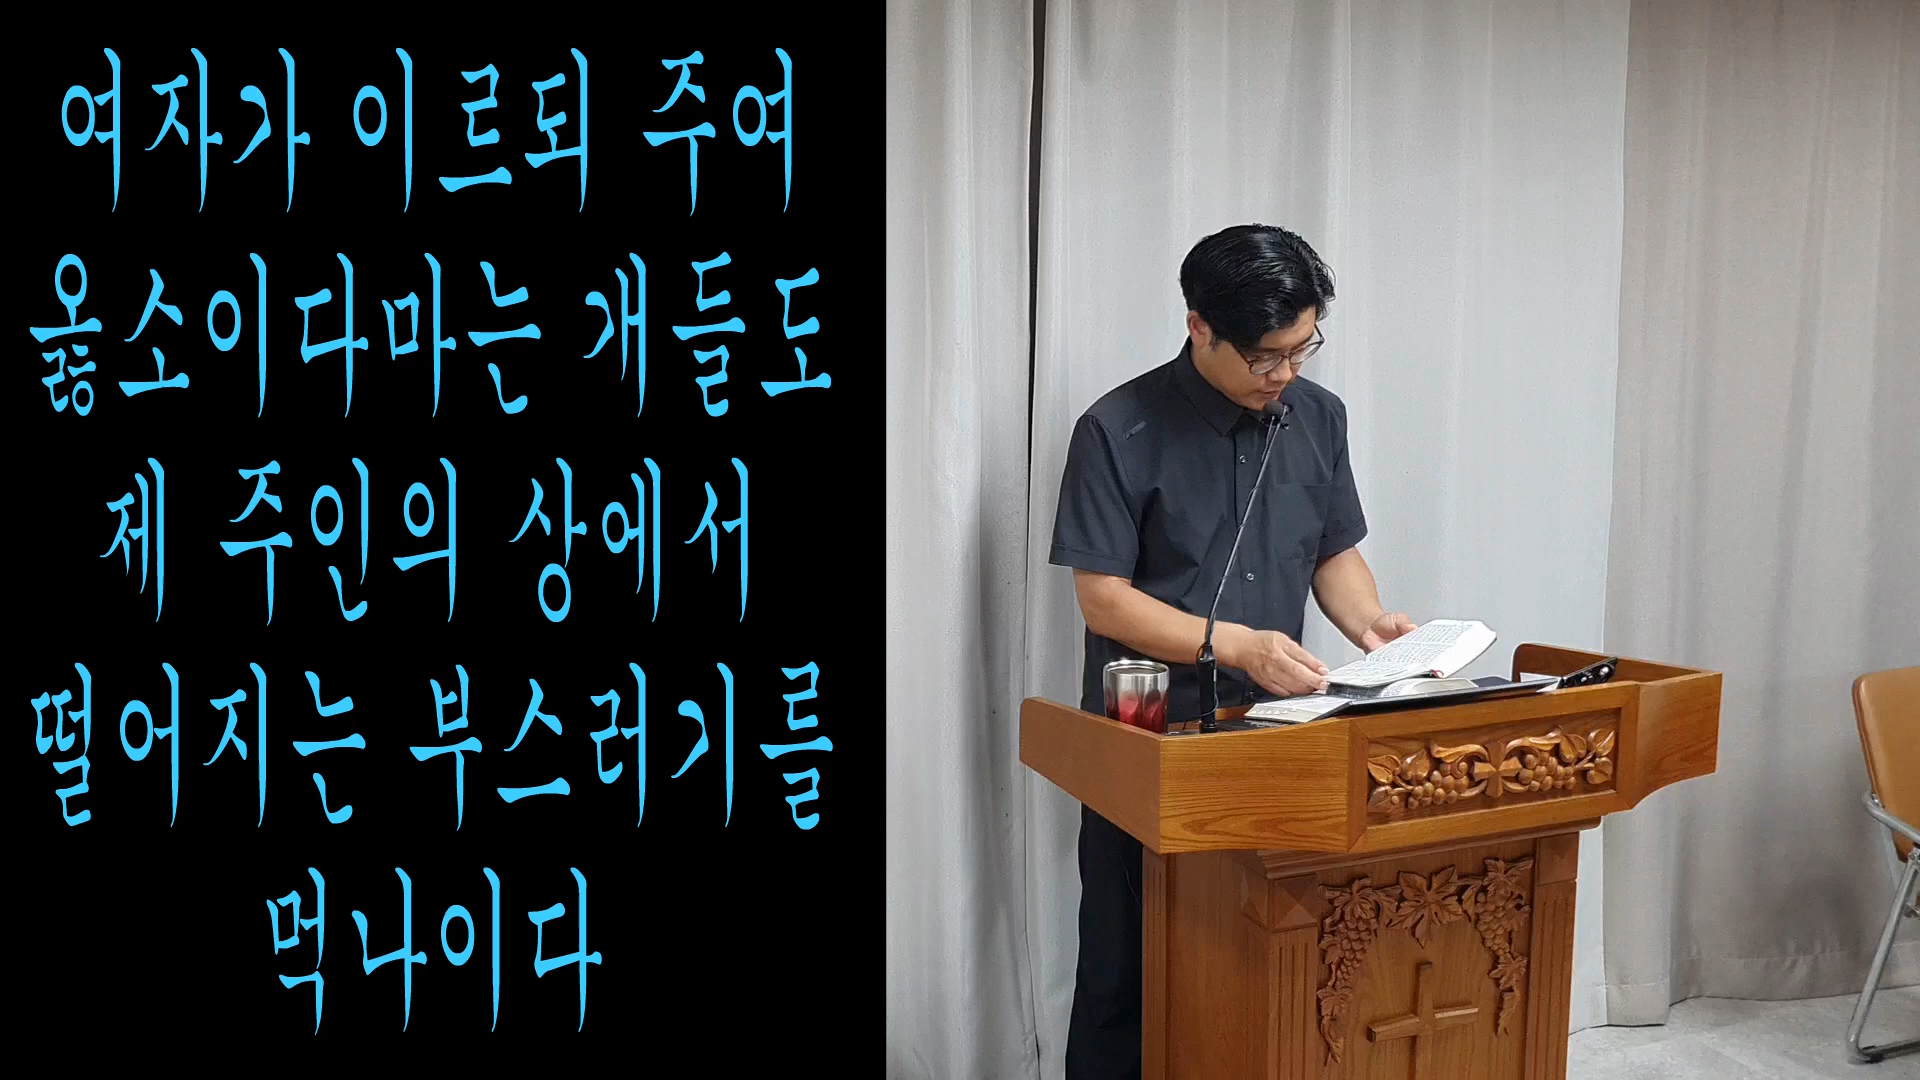 여자가 이르되 주여
옳소이다마는 개들도
제 주인의 상에서
떨어지는 부스러기를
먹나이다